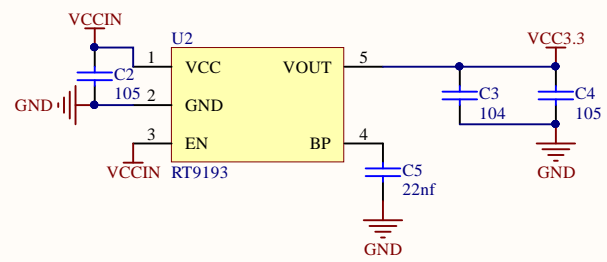 VCCIN
U2
VCC3.3
1
VCC
VOUT
5
C2
105
GND
2
GND
C3
104
C4
105
3
EN
BP
4
VCCIN
RT9193
C5
22nf
GND
GND